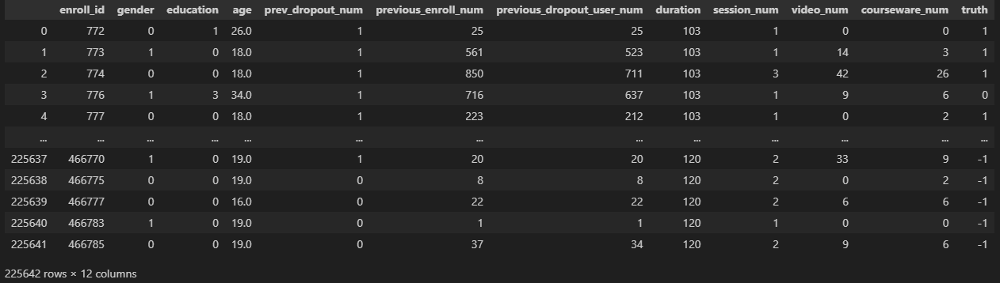 enroll_id gender education age prev_dropout_num previous_enroll_num previous_dropout_user_num duration session_num video_num courseware_num truth
0 772 0 1 26.0 1 25 25 103 1 0 0 1
1 773 1 0 18.0 1 561 523 103 1 14 3 1
2 774 0 0 18.0 1 850 711 103 3 42 26 1
3 776 1 3 34.0 1 716 637 103 1 9 6 0
4 777 0 0 18.0 1 223 212 103 1 0 2 1
... ... ... ... ... ... ... ... ... ... ... ... ...
225637 466770 1 0 19.0 1 20 20 120 2 33 9 -1
225638 466775 0 0 19.0 0 8 8 120 2 0 2 -1
225639 466777 0 0 16.0 0 22 22 120 2 6 6 -1
225640 466783 1 0 19.0 0 1 1 120 1 0 0 -1
225641 466785 0 0 19.0 0 37 34 120 2 9 6 -1
225642 rows × 12 columns